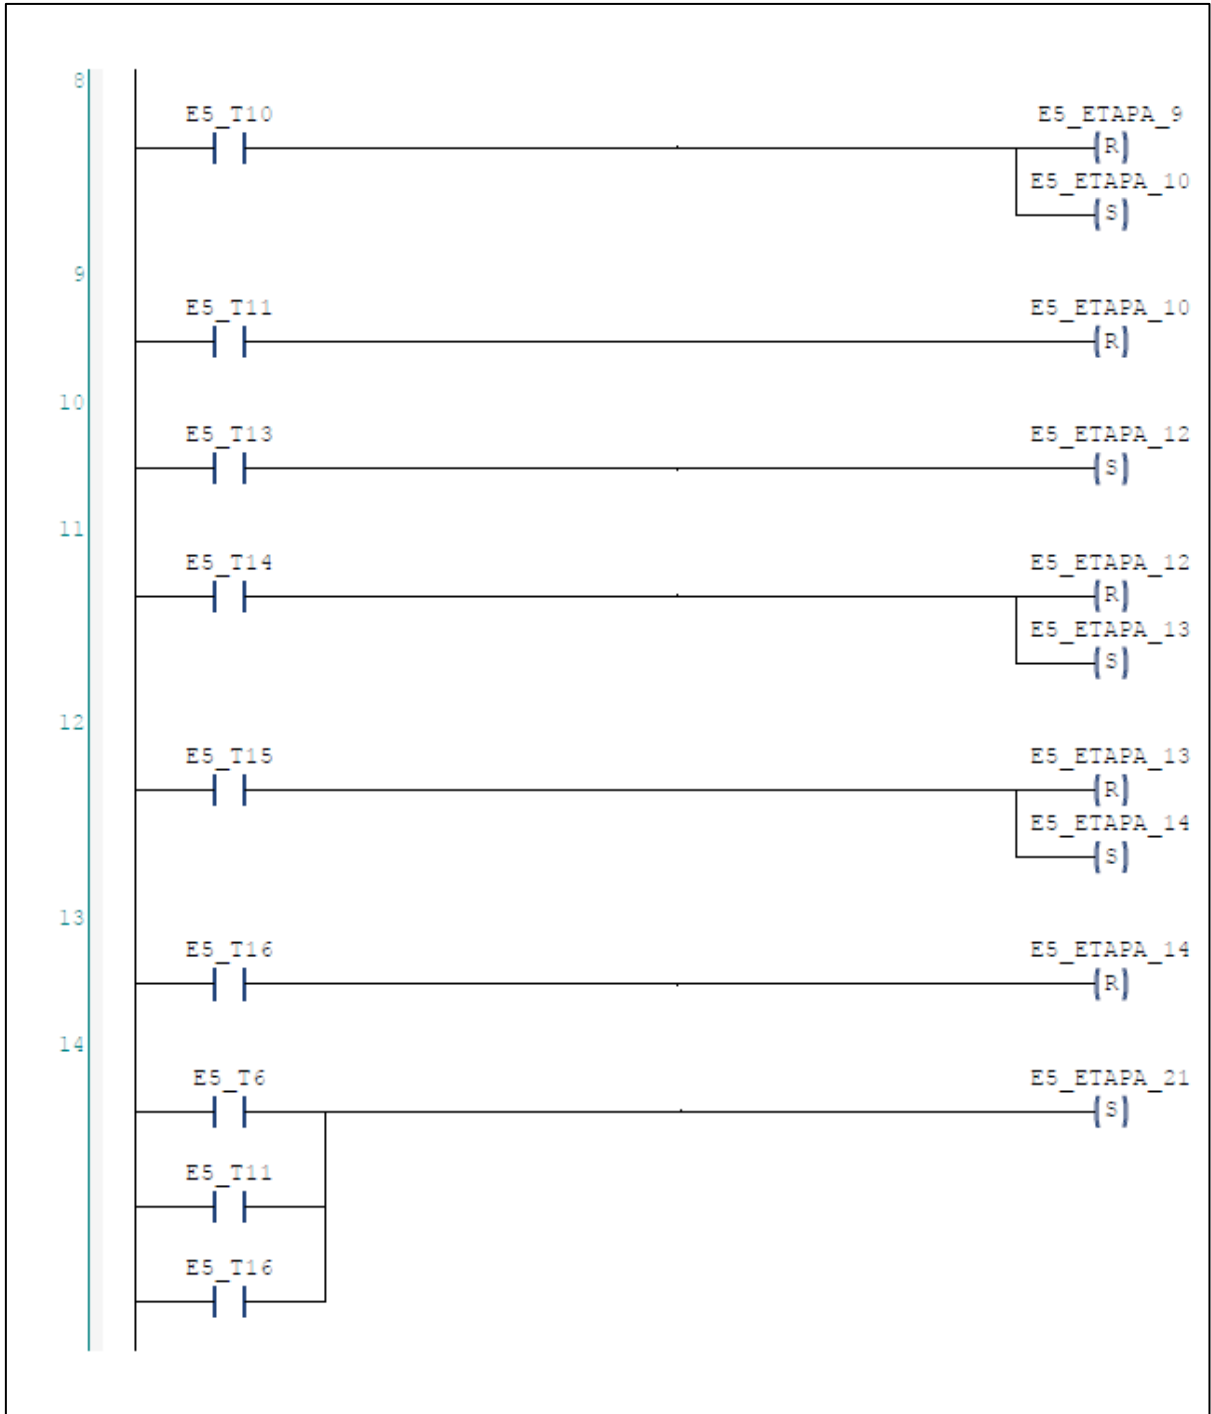 8
E5_T10 E5_ETAPA_9
(R)
E5_ETAPA_10
(S)
9
E5_T11 E5_ETAPA_10
(R)
10
E5_T13 E5_ETAPA_12
(S)
11
E5_T14 E5_ETAPA_12
(R)
E5_ETAPA_13
(S)
12
E5_T15 E5_ETAPA_13
(R)
E5_ETAPA_14
(S)
13
E5_T16 E5_ETAPA_14
(R)
14
E5_T6 E5_ETAPA_21
(S)
E5_T11
E5_T16